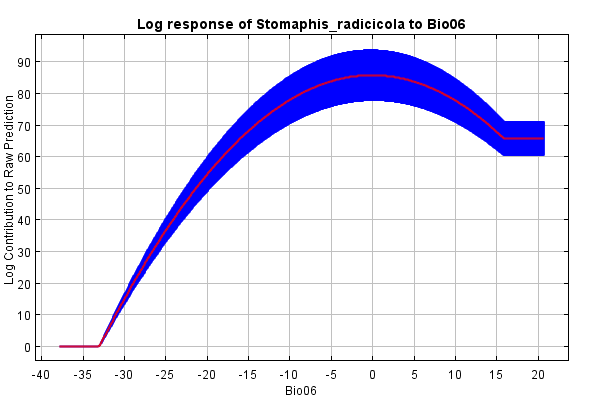 Log response of Stomaphis_radicicola to Bio06
Log Contribution to Raw Prediction
90
80
70
60
50
40
30
20
10
0
-40 -35 -30 -25 -20 -15 -10 -5 0 5 10 15 20
Bio06